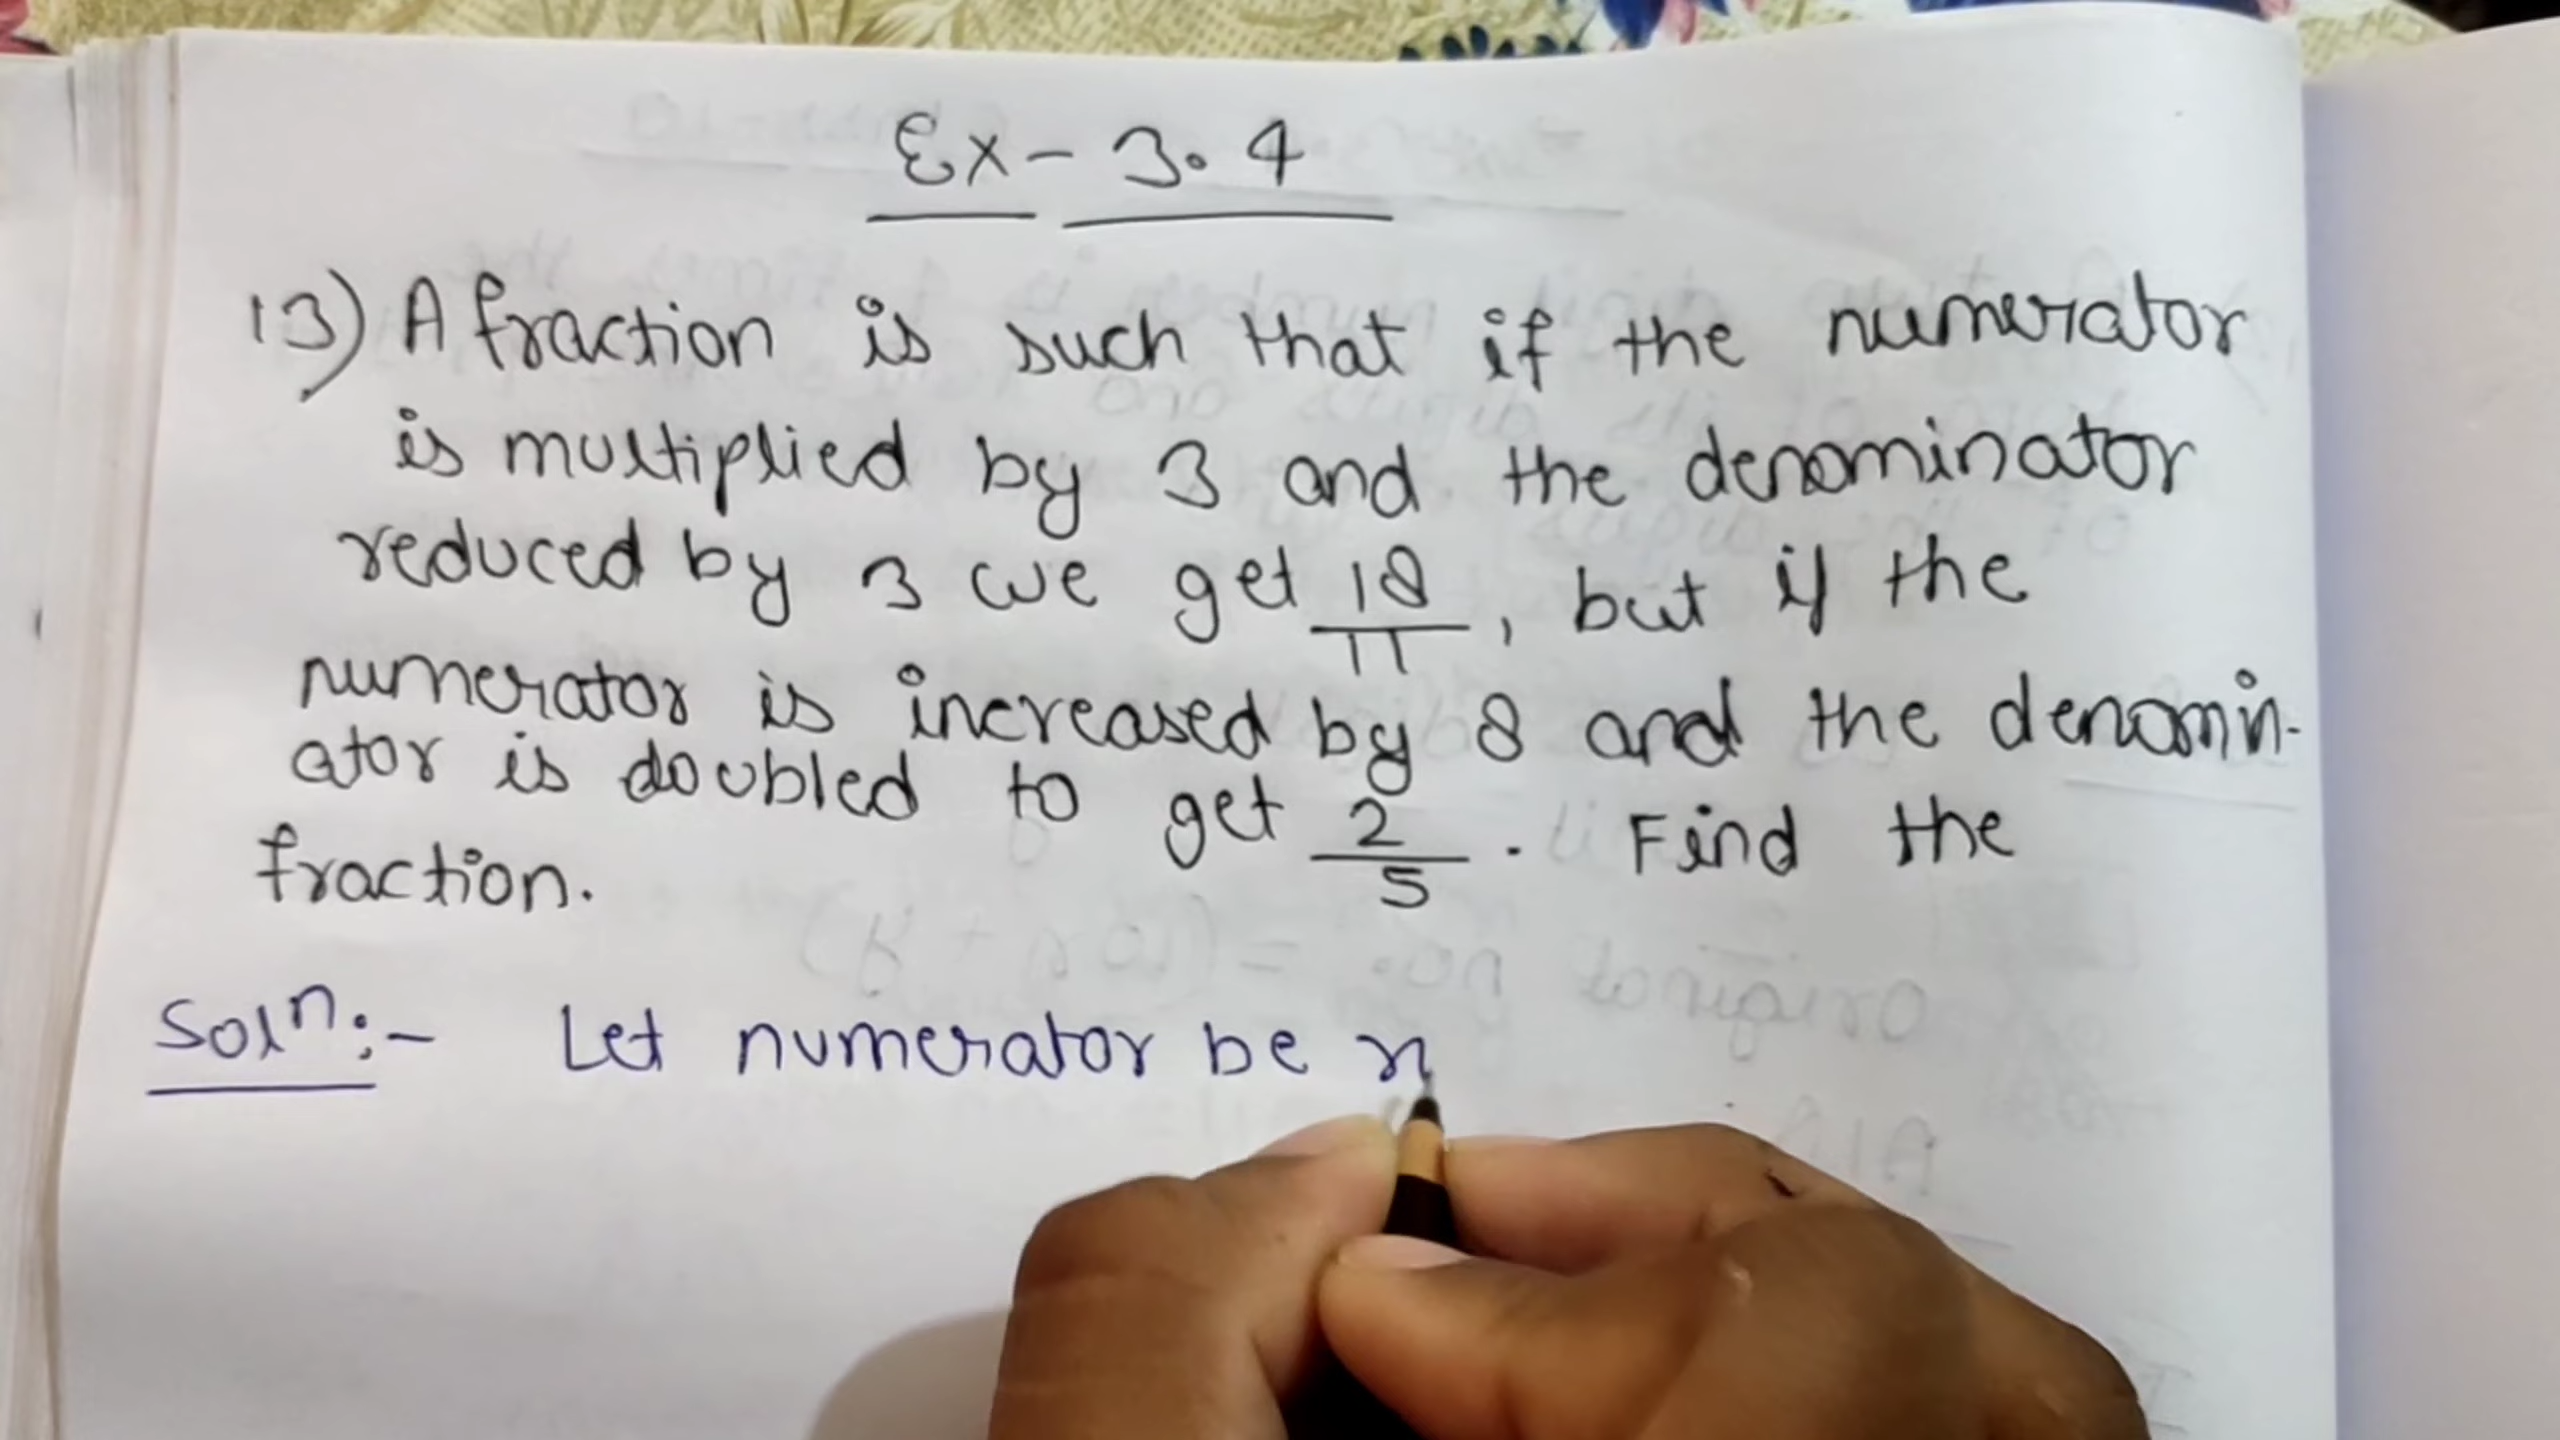 Ex - 3.4
13) A fraction is such that if the numerator
is multiplied by 3 and the denominator
reduced by 3 we get 18/11, but if the
numerator is increased by 8 and the denomin-
ator is doubled to get 2/5. Find the
fraction.
Solⁿ:- Let numerator be x